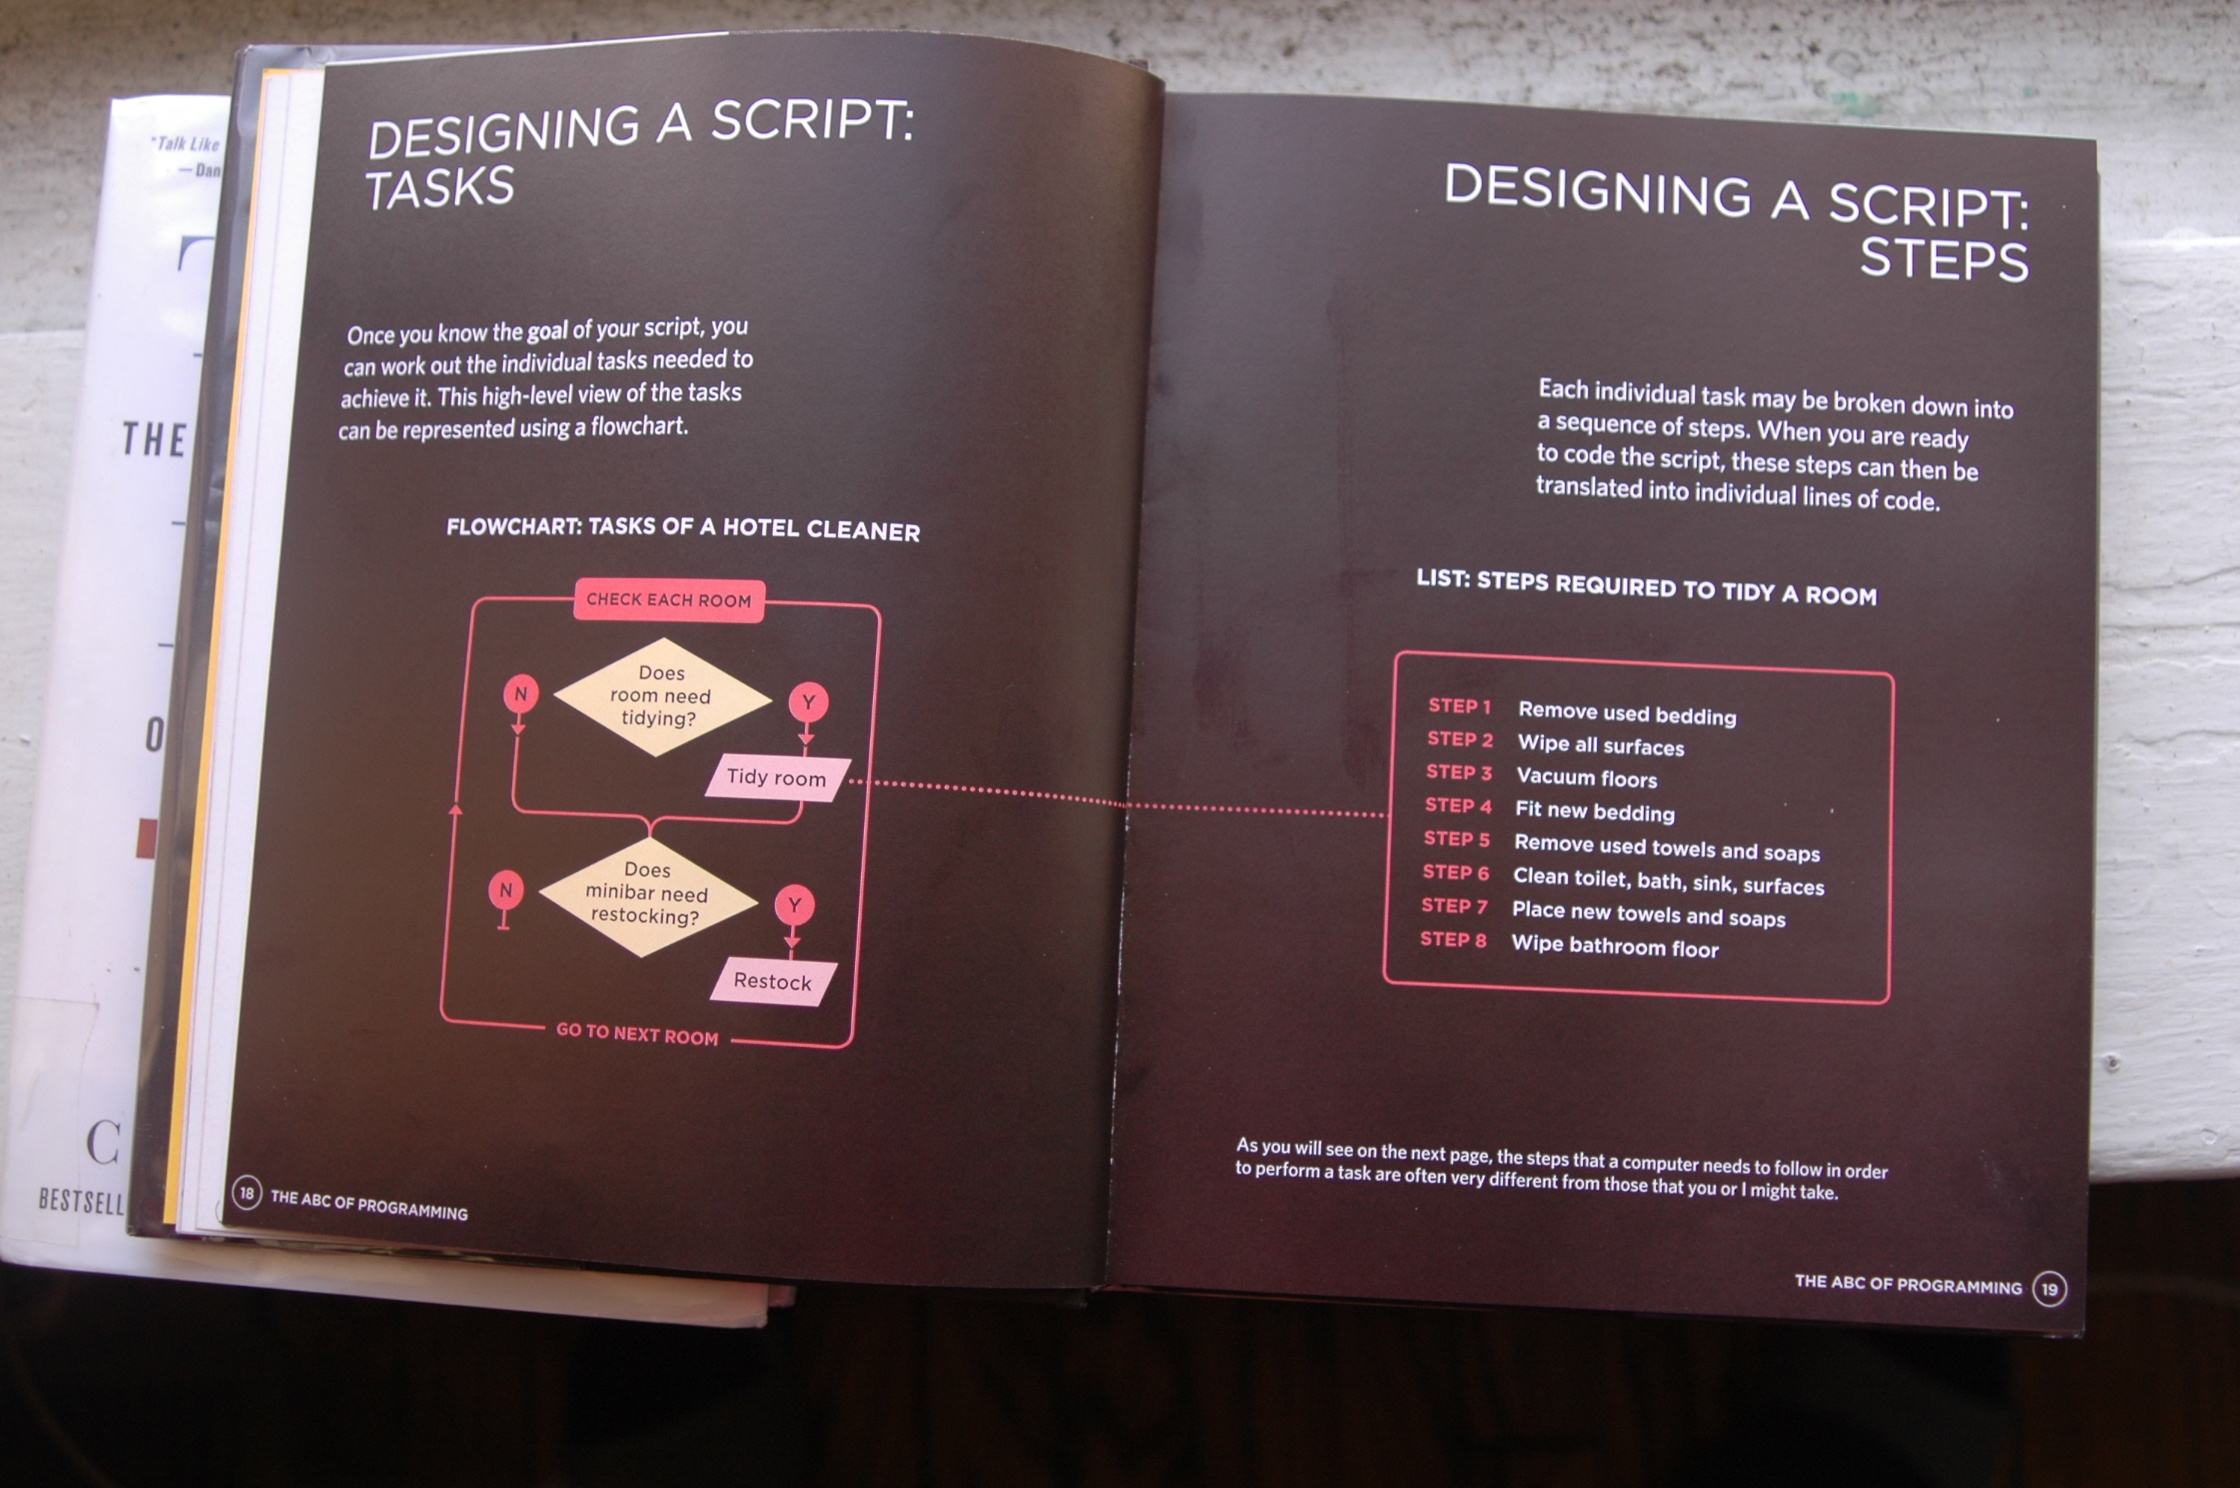 "Talk Like
— Dan
THE
O
C
BESTSELL
DESIGNING A SCRIPT:
TASKS
Once you know the goal of your script, you
can work out the individual tasks needed to
achieve it. This high-level view of the tasks
can be represented using a flowchart.
FLOWCHART: TASKS OF A HOTEL CLEANER
CHECK EACH ROOM
Does
room need
tidying?
N
Y
Tidy room
Does
minibar need
restocking?
N
Y
Restock
GO TO NEXT ROOM
18 THE ABC OF PROGRAMMING
DESIGNING A SCRIPT:
STEPS
Each individual task may be broken down into
a sequence of steps. When you are ready
to code the script, these steps can then be
translated into individual lines of code.
LIST: STEPS REQUIRED TO TIDY A ROOM
STEP 1 Remove used bedding
STEP 2 Wipe all surfaces
STEP 3 Vacuum floors
STEP 4 Fit new bedding
STEP 5 Remove used towels and soaps
STEP 6 Clean toilet, bath, sink, surfaces
STEP 7 Place new towels and soaps
STEP 8 Wipe bathroom floor
As you will see on the next page, the steps that a computer needs to follow in order
to perform a task are often very different from those that you or I might take.
THE ABC OF PROGRAMMING 19